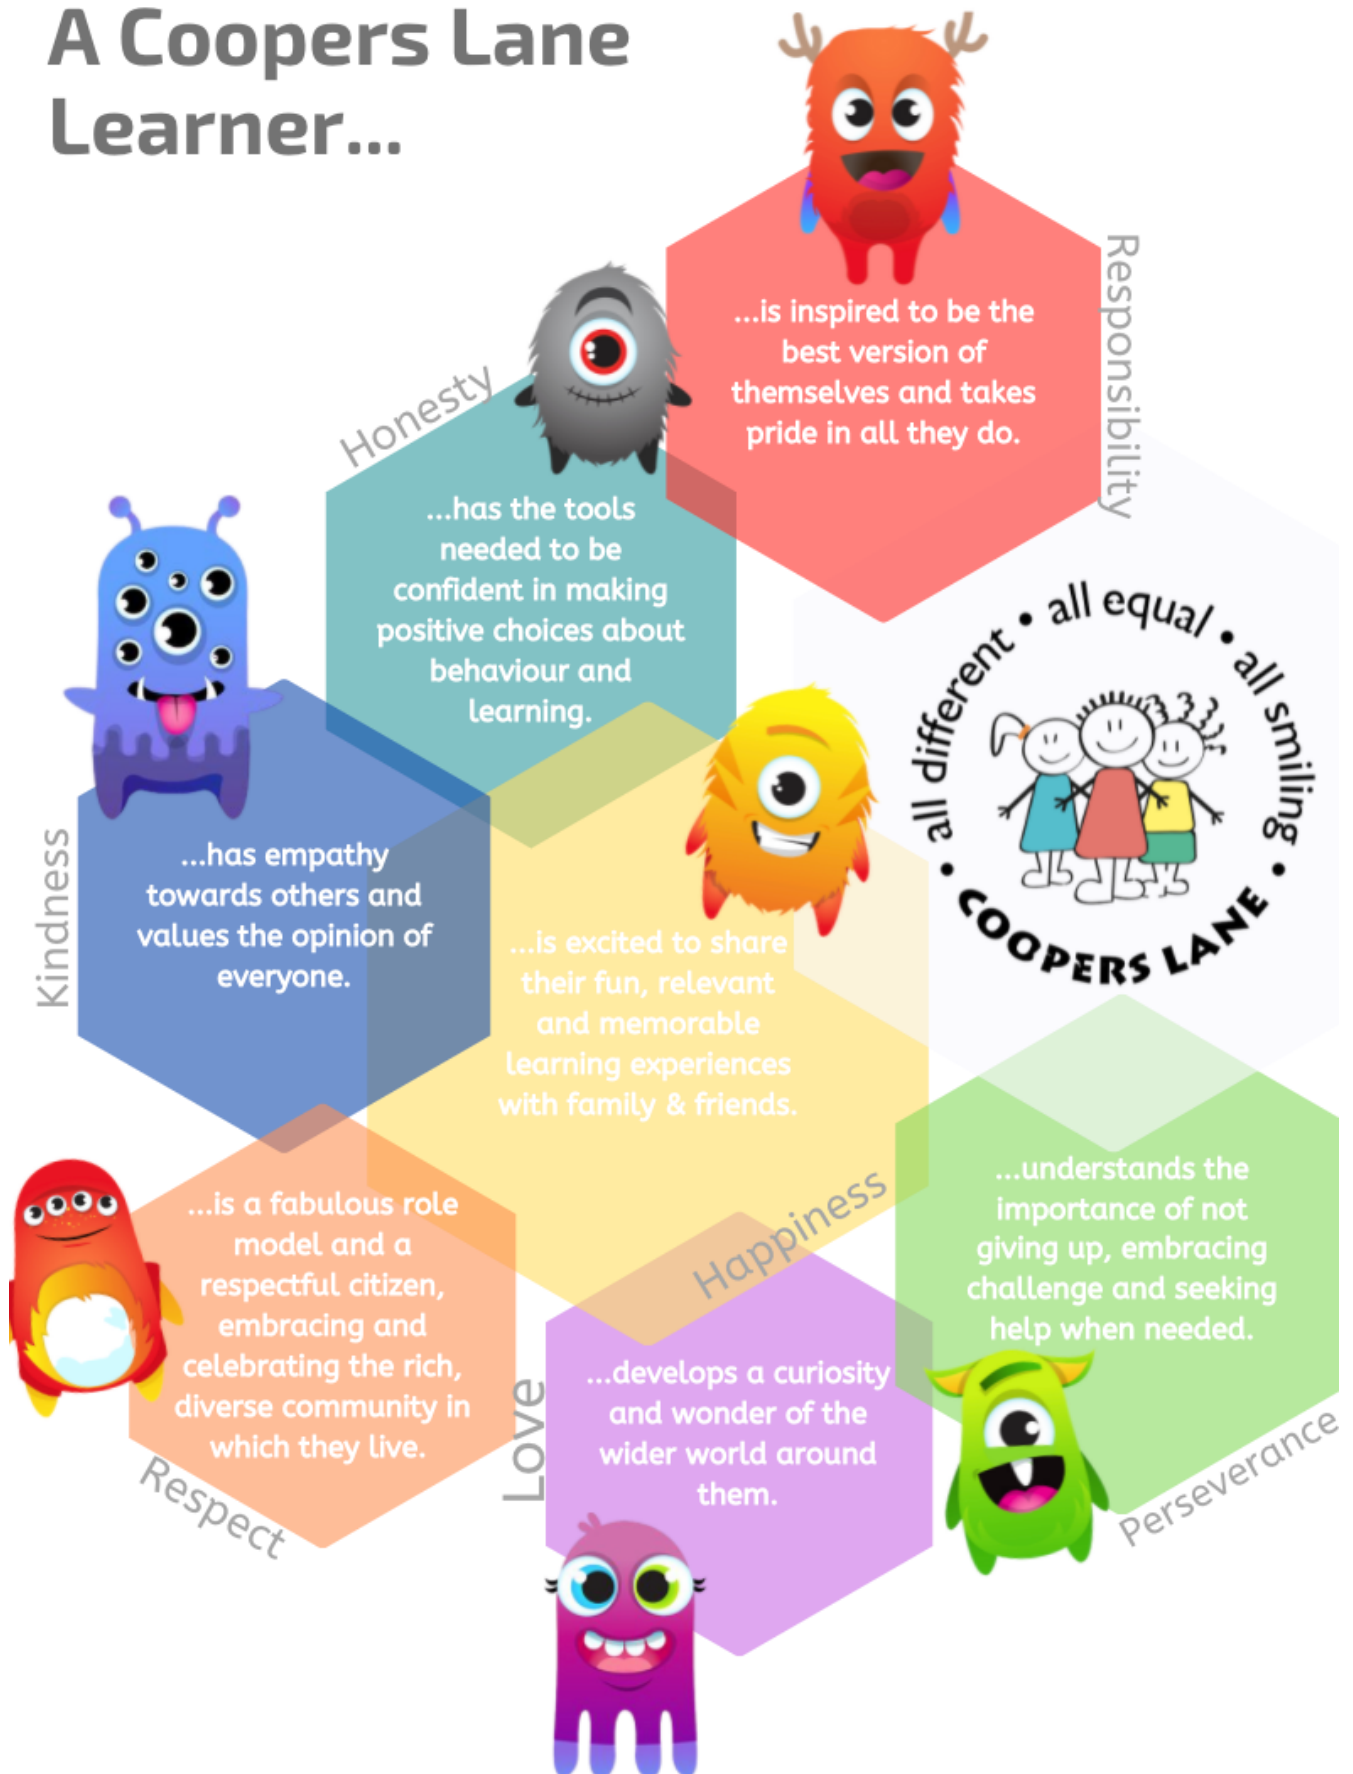 A Coopers Lane
Learner...
Responsibility
...is inspired to be the
best version of
themselves and takes
pride in all they do.
Honesty
...has the tools
needed to be
confident in making
positive choices about
behaviour and
learning.
• all different • all equal • all smiling •
COOPERS LANE
Kindness
...has empathy
towards others and
values the opinion of
everyone.
...is excited to share
their fun, relevant
and memorable
learning experiences
with family & friends.
Happiness
...understands the
importance of not
giving up, embracing
challenge and seeking
help when needed.
Perseverance
...is a fabulous role
model and a
respectful citizen,
embracing and
celebrating the rich,
diverse community in
which they live.
Respect
Love
...develops a curiosity
and wonder of the
wider world around
them.